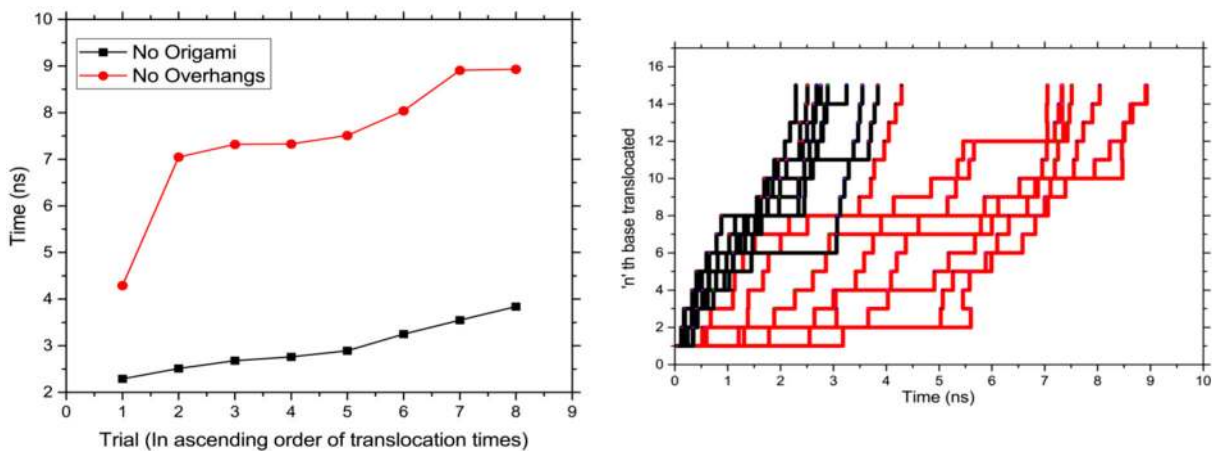 10
9
8
7
6
5
4
3
2
Time (ns)
No Origami
No Overhangs
0 1 2 3 4 5 6 7 8 9
Trial (In ascending order of translocation times)
16
14
12
10
8
6
4
2
0
'n' th base translocated
0 1 2 3 4 5 6 7 8 9 10
Time (ns)